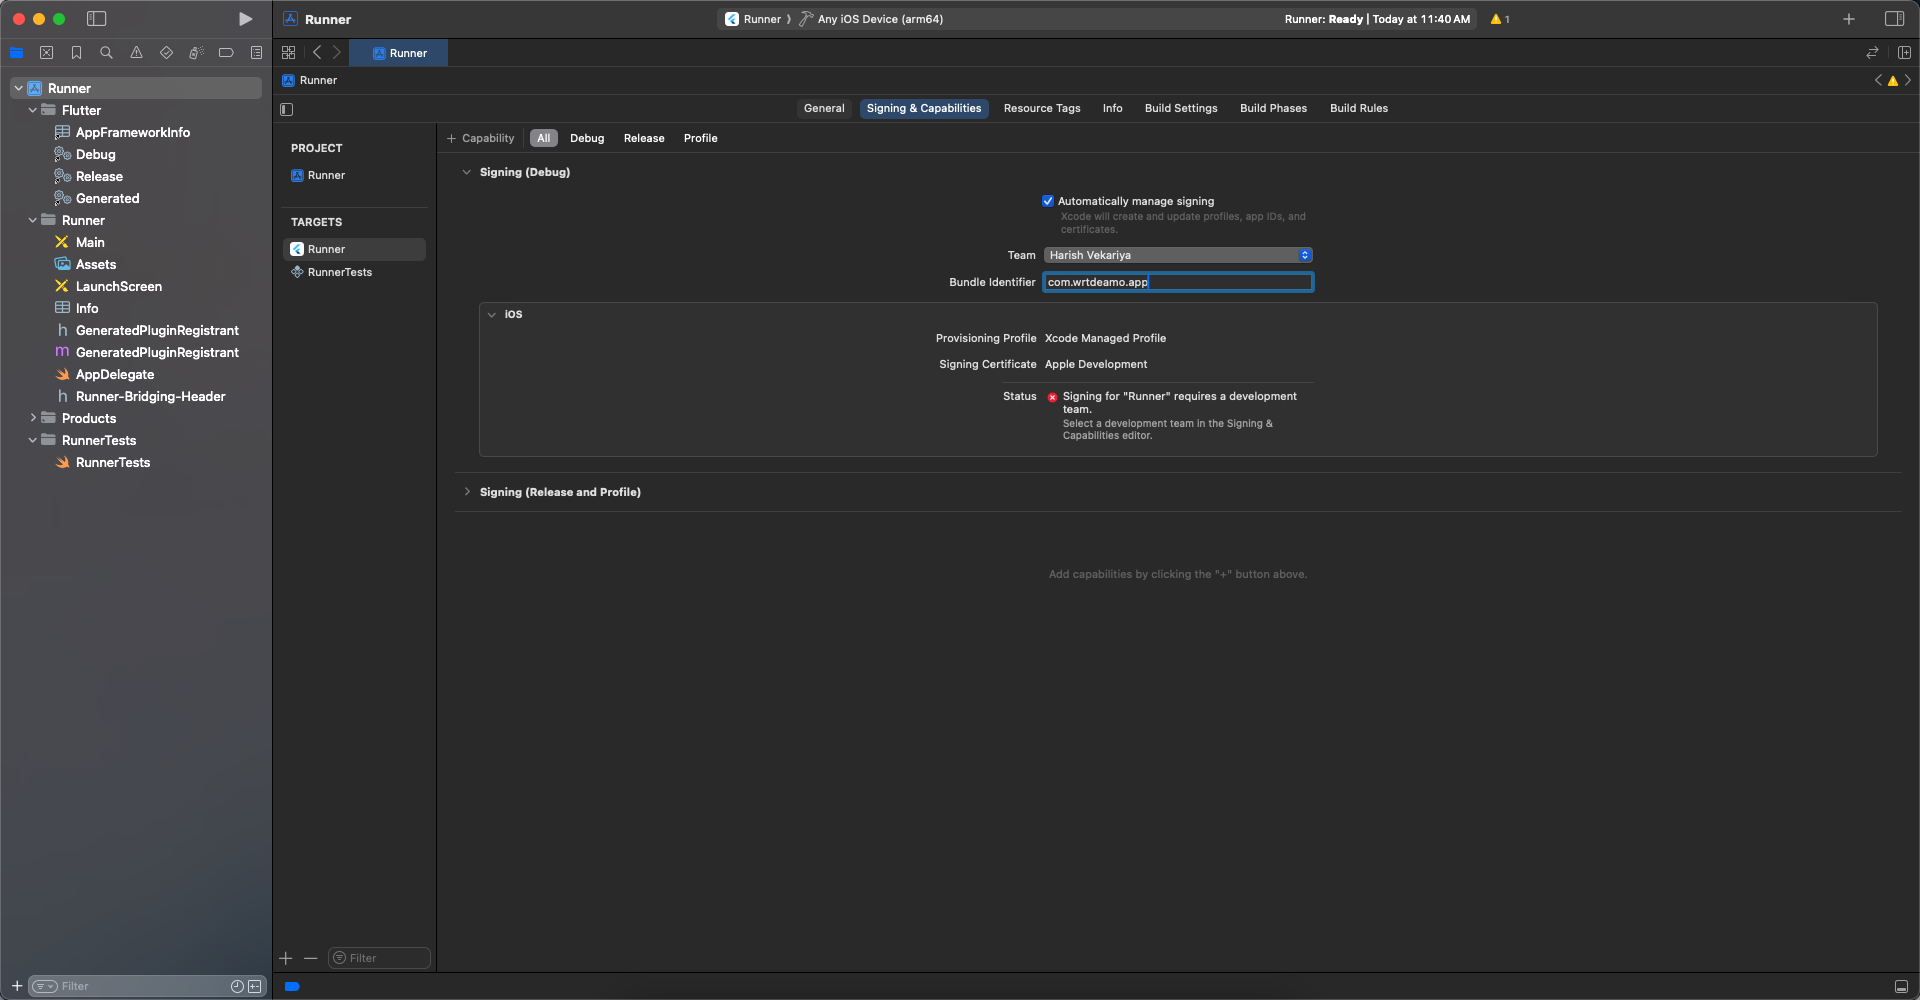 Runner
Runner
Any iOS Device (arm64)
Runner: Ready | Today at 11:40 AM
1
Runner
Runner
General
Signing & Capabilities
Resource Tags
Info
Build Settings
Build Phases
Build Rules
Runner
Flutter
AppFrameworkInfo
Debug
Release
Generated
Runner
Main
Assets
LaunchScreen
Info
h GeneratedPluginRegistrant
m GeneratedPluginRegistrant
AppDelegate
h Runner-Bridging-Header
Products
RunnerTests
RunnerTests
+ Filter
PROJECT
Runner
TARGETS
Runner
RunnerTests
Filter
+ Capability
All
Debug
Release
Profile
Signing (Debug)
Automatically manage signing
Xcode will create and update profiles, app IDs, and
certificates.
Team Harish Vekariya
Bundle Identifier com.wrtdeamo.app
iOS
Provisioning Profile Xcode Managed Profile
Signing Certificate Apple Development
Status Signing for "Runner" requires a development
team.
Select a development team in the Signing &
Capabilities editor.
Signing (Release and Profile)
Add capabilities by clicking the "+" button above.